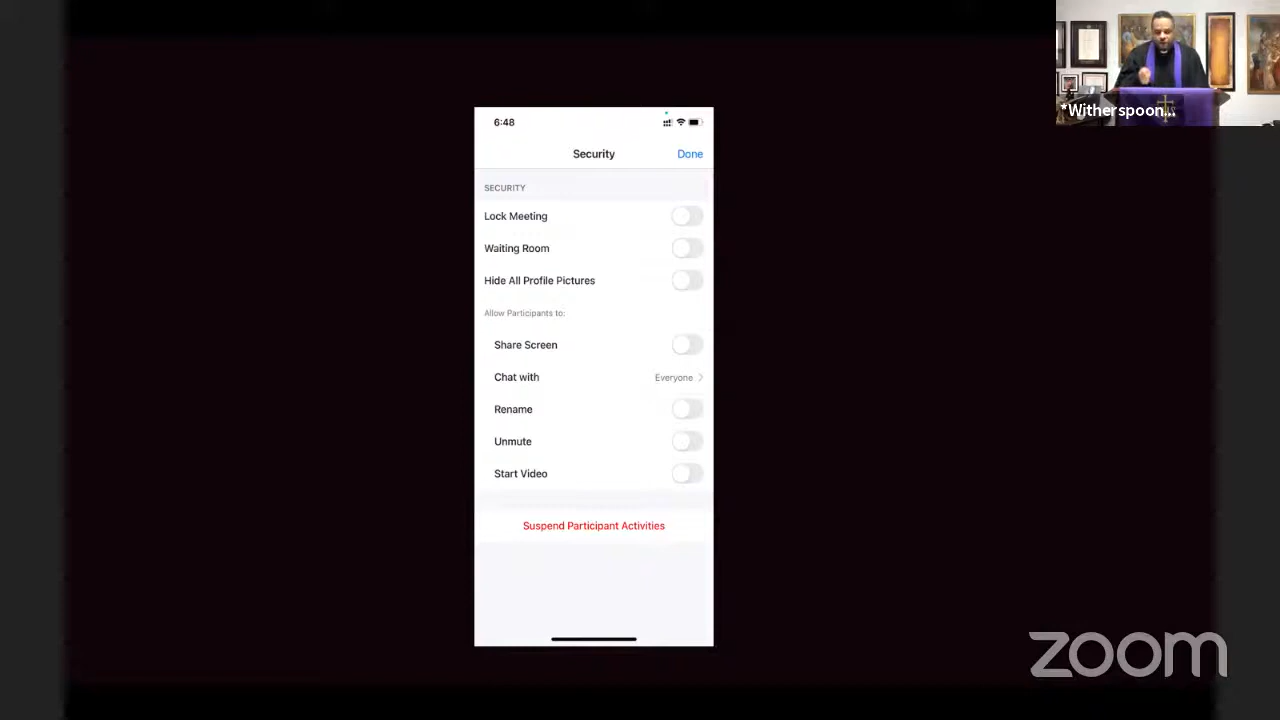 *Witherspoon...
6:48
Security
Done
SECURITY
Lock Meeting
Waiting Room
Hide All Profile Pictures
Allow Participants to:
Share Screen
Chat with
Everyone
Rename
Unmute
Start Video
Suspend Participant Activities
zoom